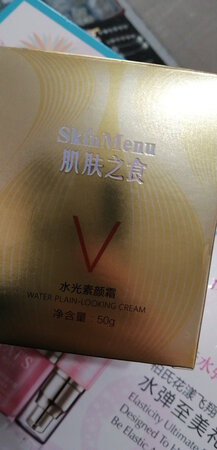 SkinMenu
肌肤之食
V
水光素颜霜
WATER PLAIN-LOOKING CREAM
净含量:50g
水弹至美
Elasticity Ultimate
Designed To H
Be Elastic A